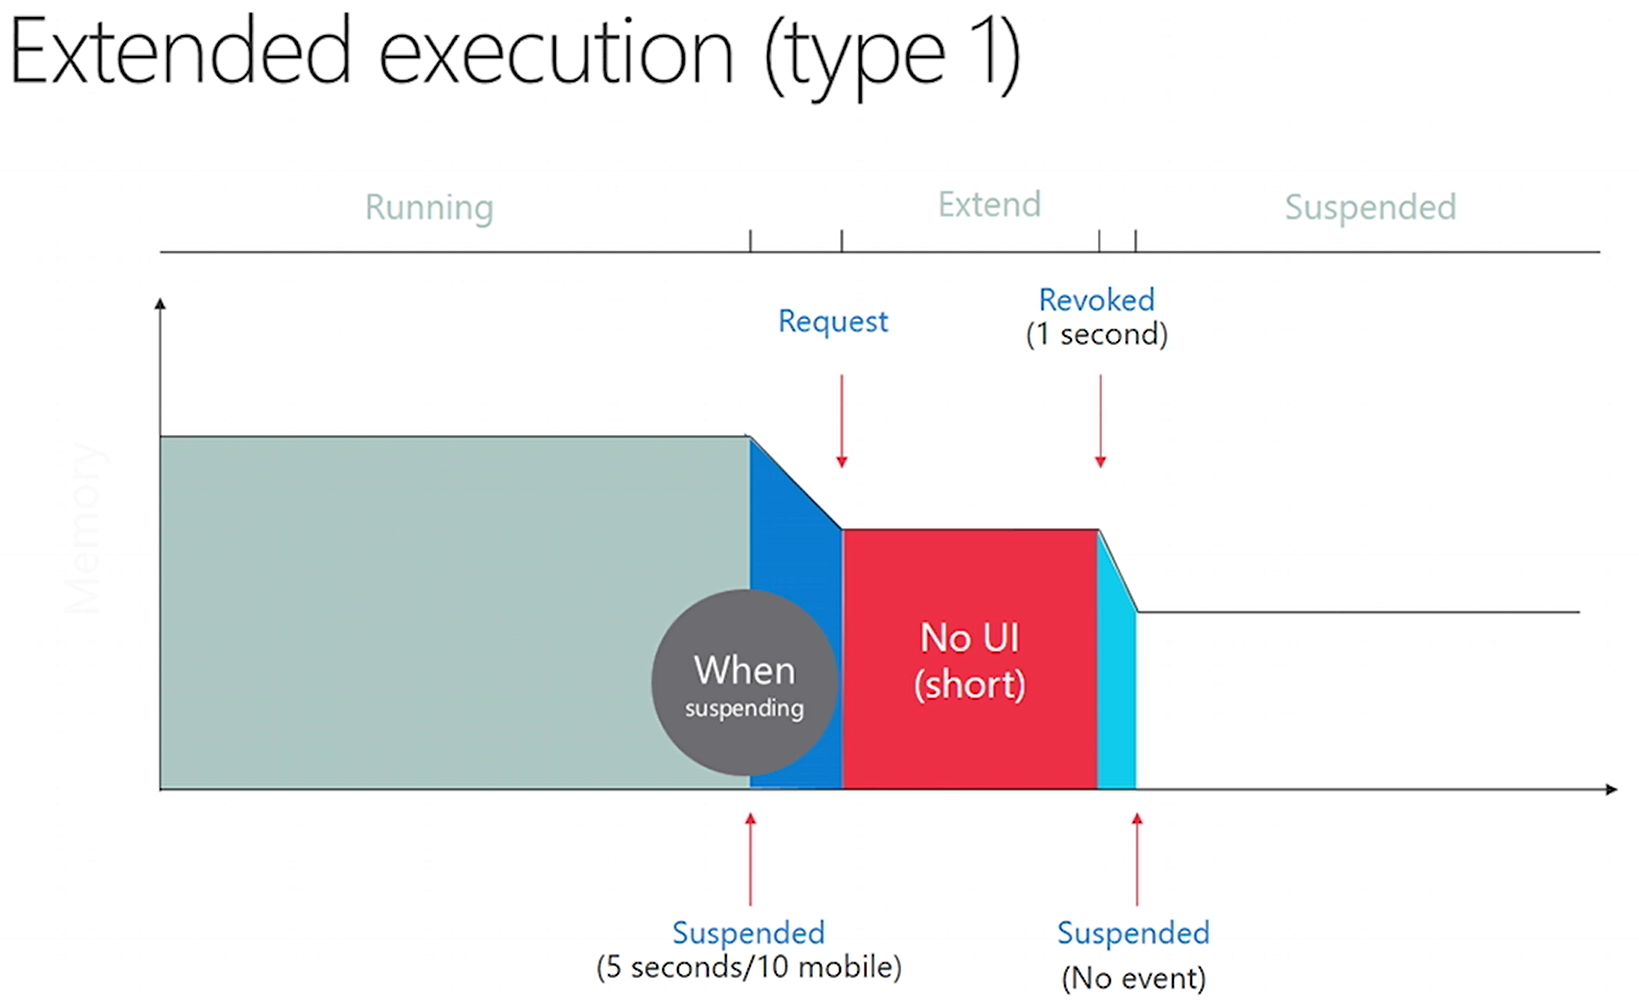 Extended execution (type 1)
Running
Extend
Suspended
Request
Revoked
(1 second)
Memory
When
suspending
No UI
(short)
Suspended
(5 seconds/10 mobile)
Suspended
(No event)